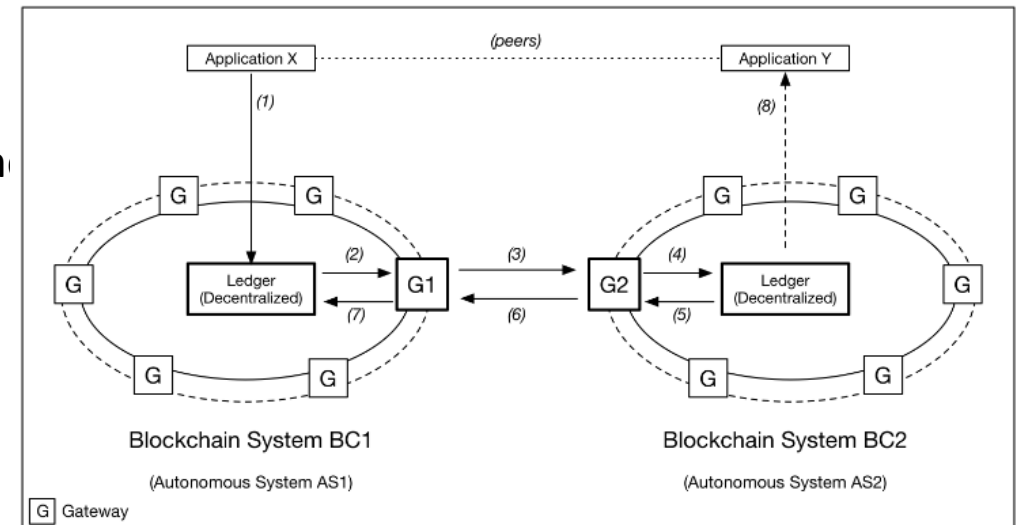 (peers)
Application X
Application Y
(1)
(8)
G
G
G
G
(2)
(3)
(4)
G
Ledger
(Decentralized)
G1
G2
Ledger
(Decentralized)
G
(7)
(6)
(5)
G
G
G
G
Blockchain System BC1
Blockchain System BC2
(Autonomous System AS1)
(Autonomous System AS2)
G Gateway